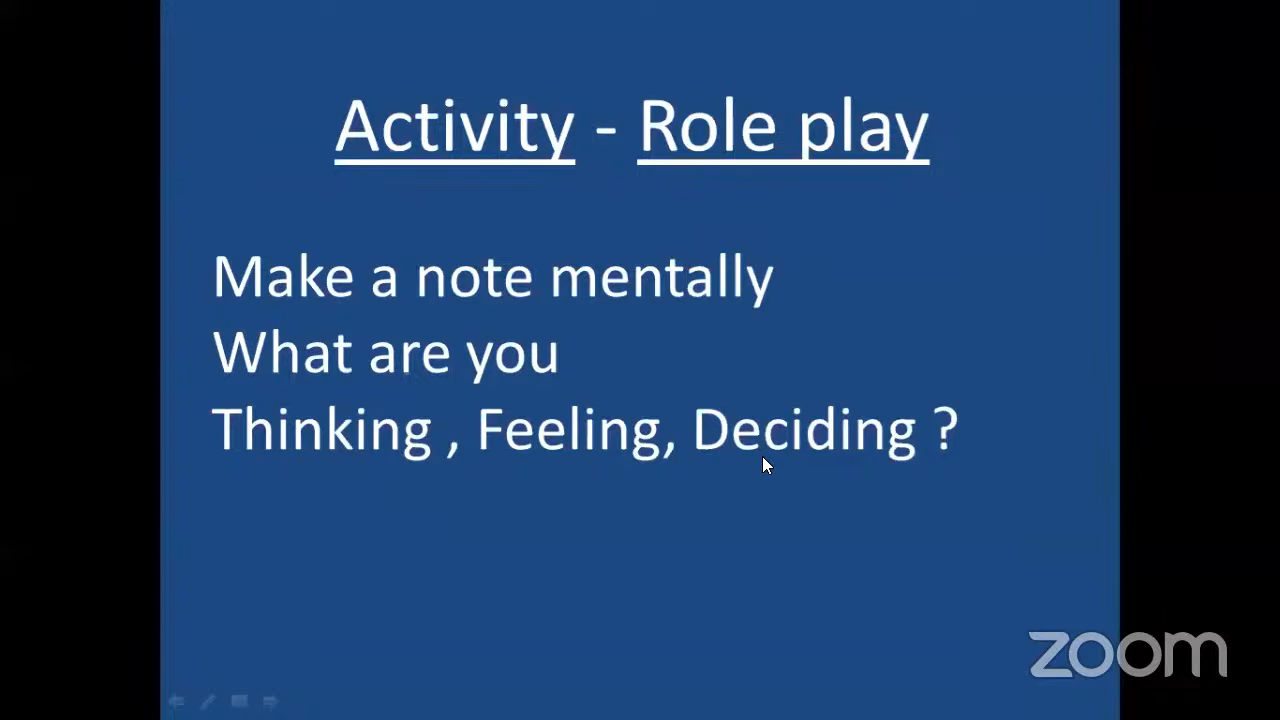 Activity - Role play
Make a note mentally
What are you
Thinking , Feeling, Deciding ?
zoom